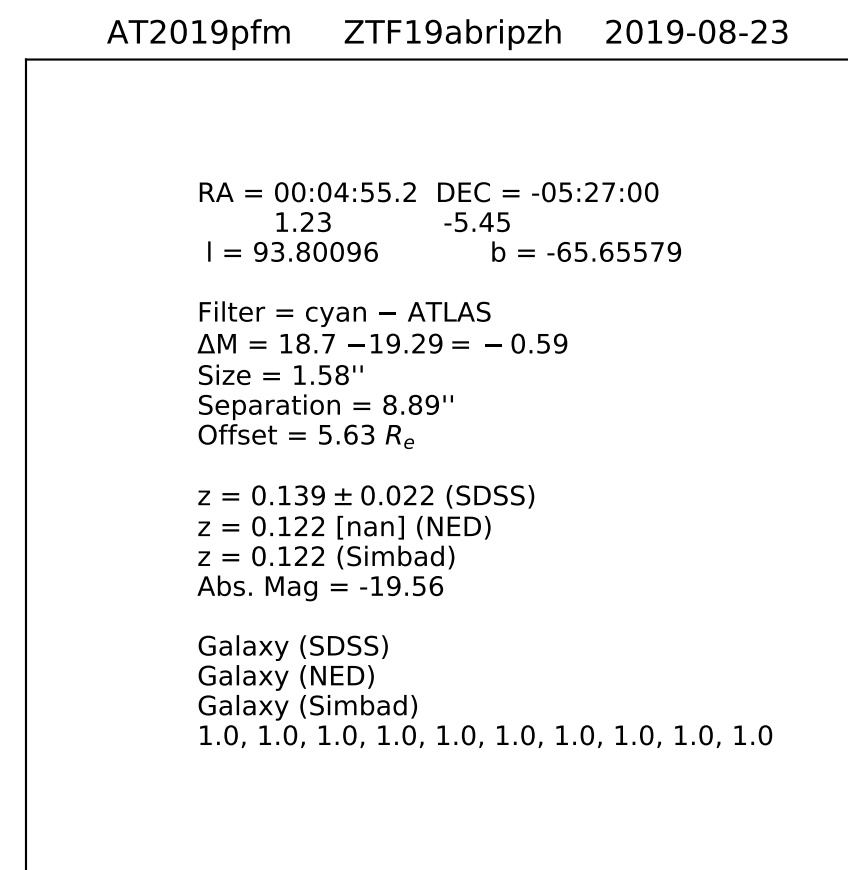 AT2019pfm ZTF19abripzh 2019-08-23
RA = 00:04:55.2 DEC = -05:27:00
1.23 -5.45
l = 93.80096 b = -65.65579
Filter = cyan − ATLAS
ΔM = 18.7 −19.29 = − 0.59
Size = 1.58''
Separation = 8.89''
Offset = 5.63 Re
z = 0.139 ± 0.022 (SDSS)
z = 0.122 [nan] (NED)
z = 0.122 (Simbad)
Abs. Mag = -19.56
Galaxy (SDSS)
Galaxy (NED)
Galaxy (Simbad)
1.0, 1.0, 1.0, 1.0, 1.0, 1.0, 1.0, 1.0, 1.0, 1.0